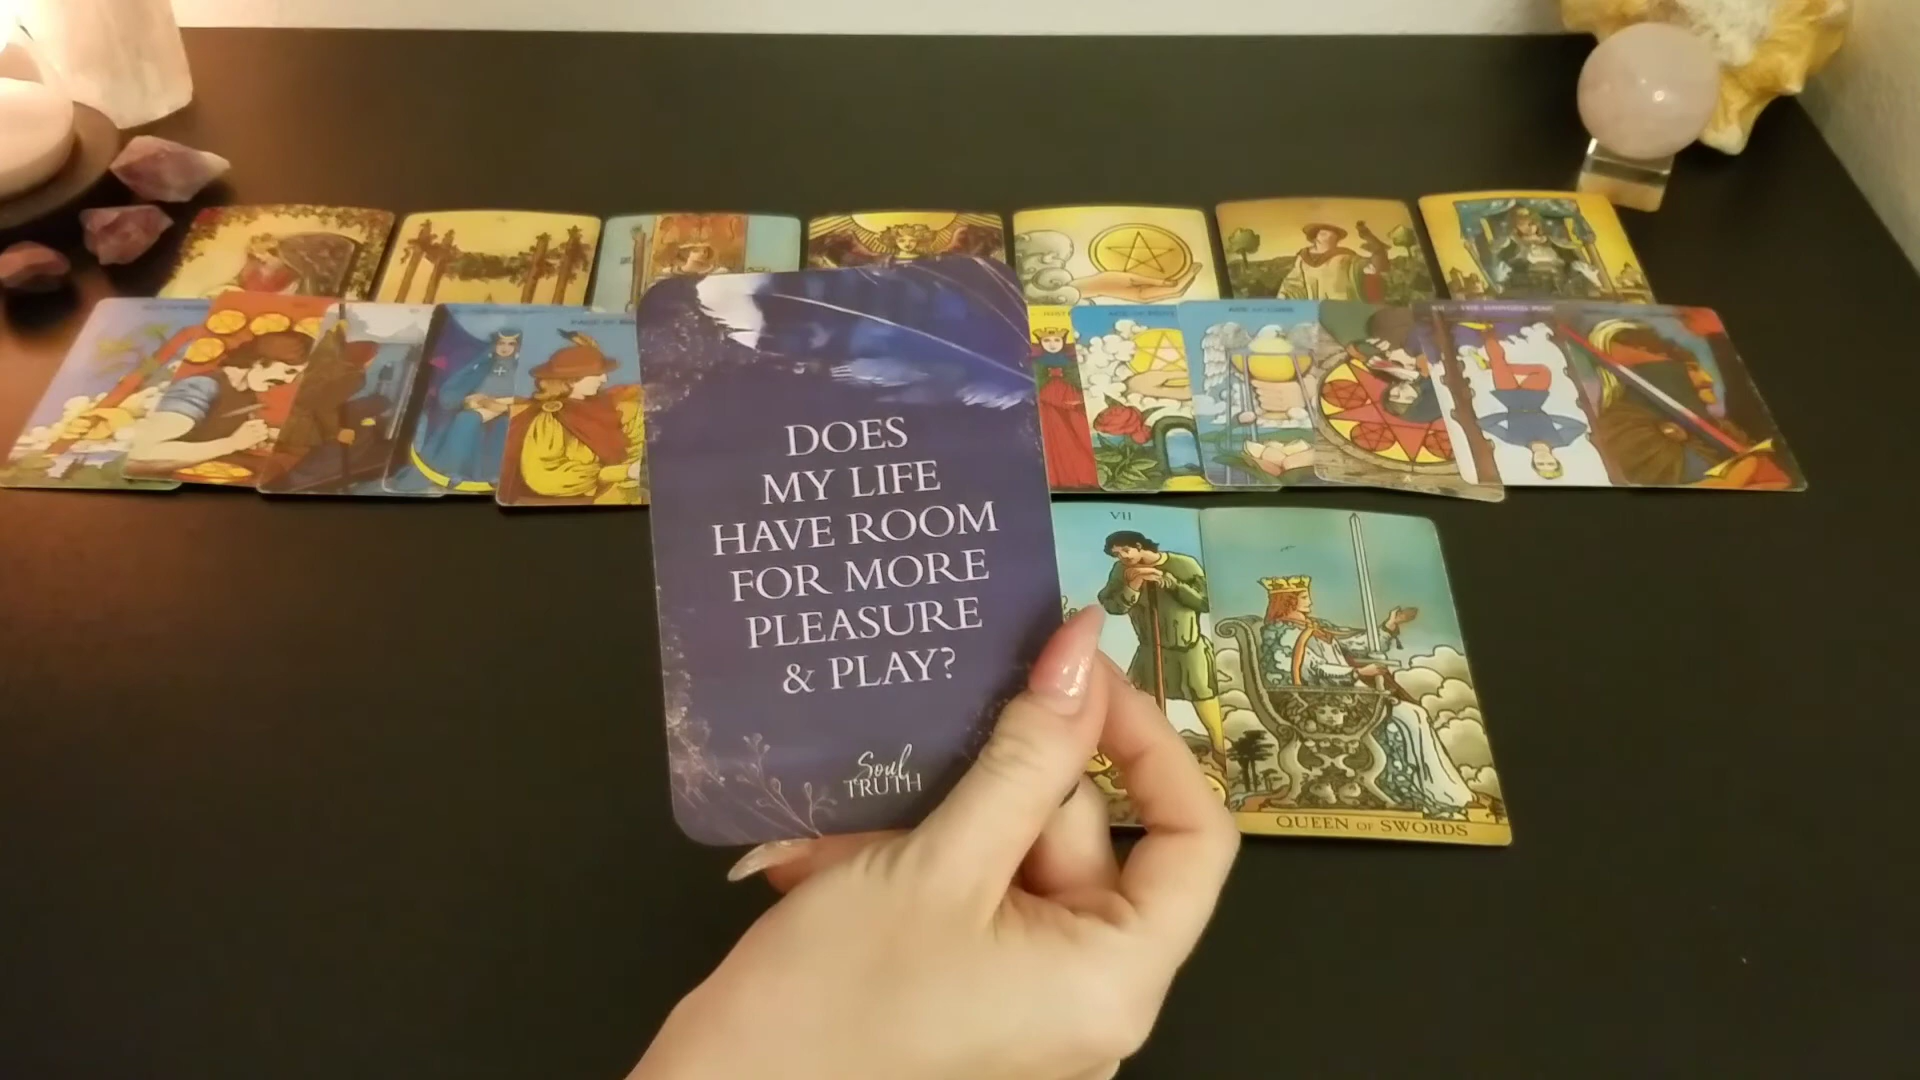 DOES
MY LIFE
HAVE ROOM
FOR MORE
PLEASURE
& PLAY?
Soul
TRUTH
VII
QUEEN OF SWORDS